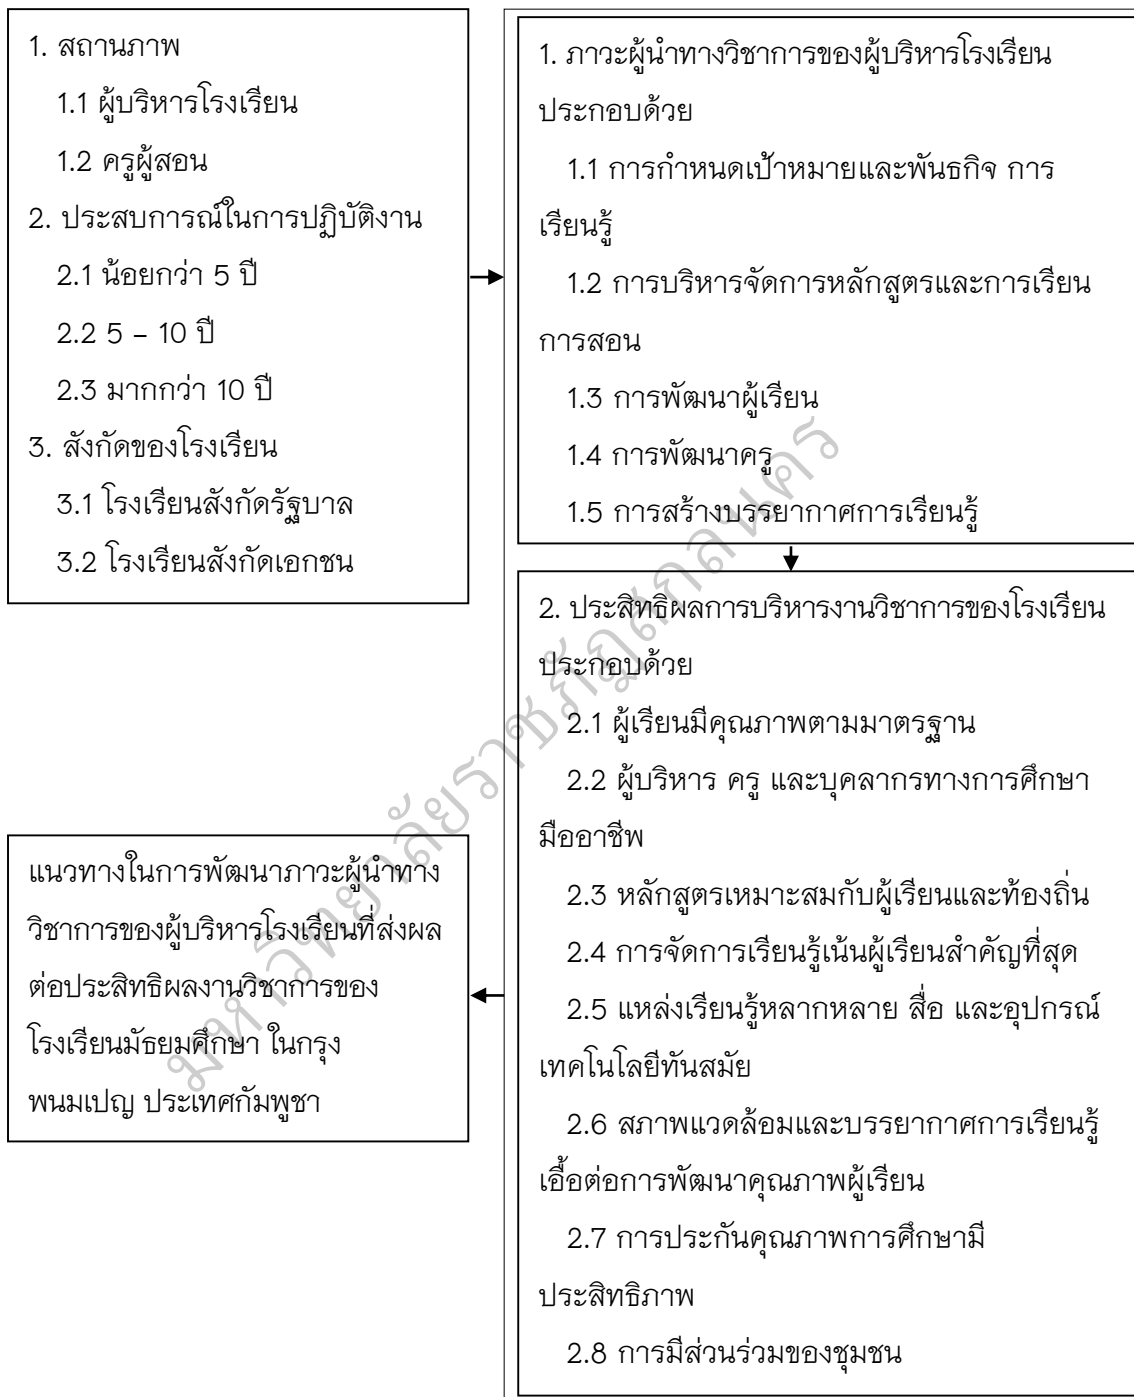 1. สถานภาพ
1.1 ผู้บริหารโรงเรียน
1.2 ครูผู้สอน
2. ประสบการณ์ในการปฏิบัติงาน
2.1 น้อยกว่า 5 ปี
2.2 5 – 10 ปี
2.3 มากกว่า 10 ปี
3. สังกัดของโรงเรียน
3.1 โรงเรียนสังกัดรัฐบาล
3.2 โรงเรียนสังกัดเอกชน
1. ภาวะผู้นำทางวิชาการของผู้บริหารโรงเรียน
ประกอบด้วย
1.1 การกำหนดเป้าหมายและพันธกิจ การ
เรียนรู้
1.2 การบริหารจัดการหลักสูตรและการเรียน
การสอน
1.3 การพัฒนาผู้เรียน
1.4 การพัฒนาครู
1.5 การสร้างบรรยากาศการเรียนรู้
2. ประสิทธิผลการบริหารงานวิชาการของโรงเรียน
ประกอบด้วย
2.1 ผู้เรียนมีคุณภาพตามมาตรฐาน
2.2 ผู้บริหาร ครู และบุคลากรทางการศึกษา
มืออาชีพ
2.3 หลักสูตรเหมาะสมกับผู้เรียนและท้องถิ่น
2.4 การจัดการเรียนรู้เน้นผู้เรียนสำคัญที่สุด
2.5 แหล่งเรียนรู้หลากหลาย สื่อ และอุปกรณ์
เทคโนโลยีทันสมัย
2.6 สภาพแวดล้อมและบรรยากาศการเรียนรู้
เอื้อต่อการพัฒนาคุณภาพผู้เรียน
2.7 การประกันคุณภาพการศึกษามี
ประสิทธิภาพ
2.8 การมีส่วนร่วมของชุมชน
แนวทางในการพัฒนาภาวะผู้นำทาง
วิชาการของผู้บริหารโรงเรียนที่ส่งผล
ต่อประสิทธิผลงานวิชาการของ
โรงเรียนมัธยมศึกษา ในกรุง
พนมเปญ ประเทศกัมพูชา
มหาวิทยาลัยราชภัฏสกลนคร